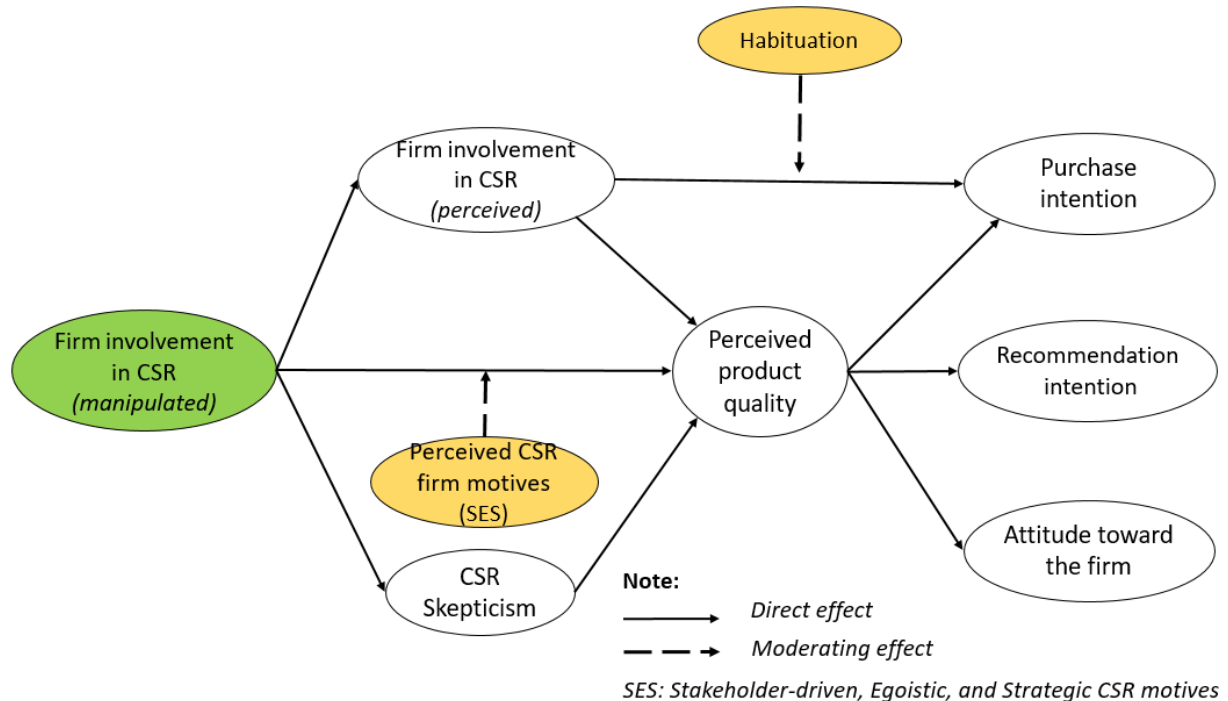 Habituation
Firm involvement
in CSR
(perceived)
Purchase
intention
Firm involvement
in CSR
(manipulated)
Perceived
product
quality
Recommendation
intention
Perceived CSR
firm motives
(SES)
CSR
Skepticism
Attitude toward
the firm
Note:
Direct effect
Moderating effect
SES: Stakeholder-driven, Egoistic, and Strategic CSR motives